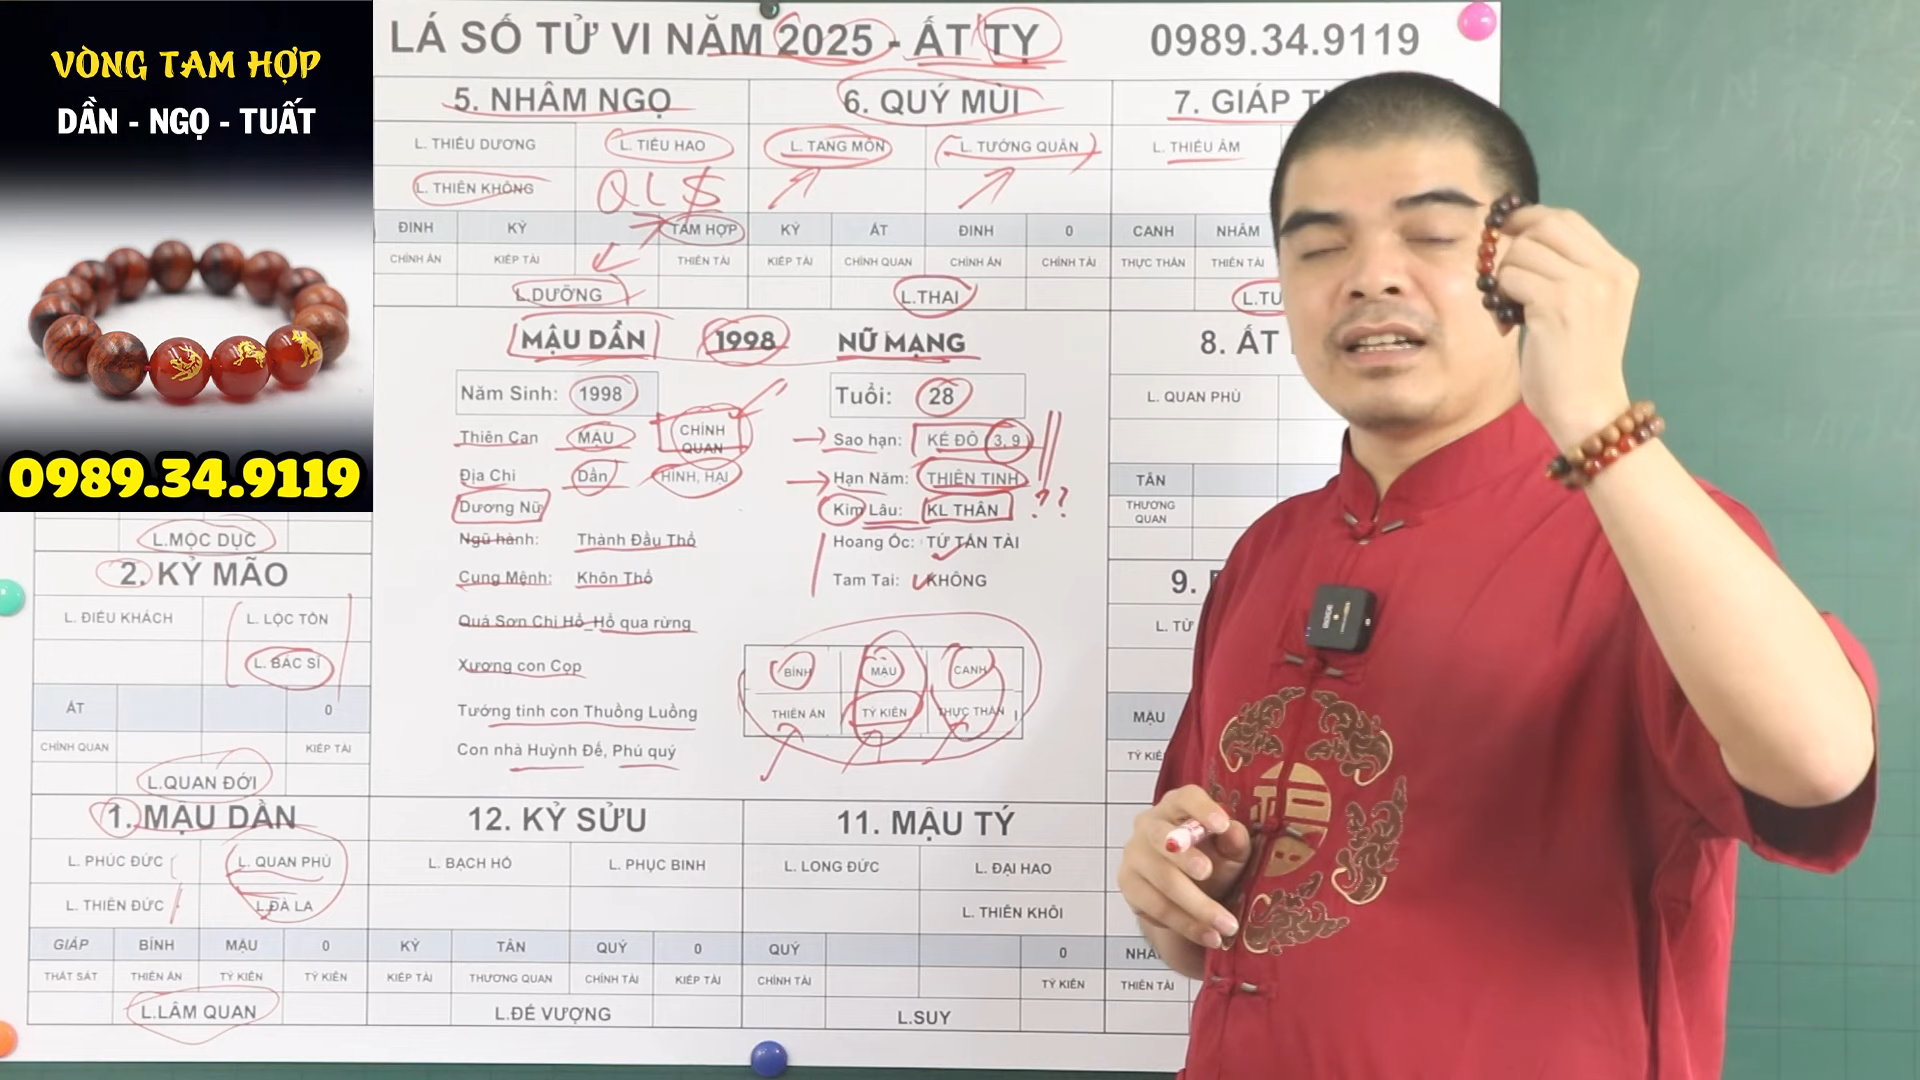 VÒNG TAM HỢP
DẦN - NGỌ - TUẤT
0989.34.9119
LÁ SỐ TỬ VI NĂM 2025 - ẤT TỴ
0989.34.9119
5. NHÂM NGỌ
L. THIẾU DƯƠNG
L. TIỂU HAO
L. THIÊN KHÔNG
QL $
ĐINH
KỶ
TAM HỢP
CHÍNH ẤN
KIẾP TÀI
THIÊN TÀI
L.DƯỠNG
6. QUÝ MÙI
L. TANG MÔN
L. TƯỚNG QUÂN
KỶ
ẤT
ĐINH
0
KIẾP TÀI
CHÍNH QUAN
CHÍNH ẤN
CHÍNH TÀI
L.THAI
7. GIÁP
L. THIẾU ÂM
CANH
NHÂM
THỰC THẦN
THIÊN TÀI
MẬU DẦN
1998
NỮ MẠNG
Năm Sinh: 1998
Tuổi: 28
Thiên Can
MẬU
CHÍNH QUAN
Địa Chi
Dần
HÌNH, HẠI
Dương Nữ
Ngũ hành:
Thành Đầu Thổ
Cung Mệnh:
Khôn Thổ
Quá Sơn Chi Hổ_Hổ qua rừng
Xương con Cọp
Tướng tinh con Thuồng Luồng
Con nhà Huỳnh Đế, Phú quý
Sao hạn: KẾ ĐÔ (3, 9)
Hạn Năm: THIÊN TINH
Kim Lâu: KL THÂN
??
Hoang Ốc: TỨ TẤN TÀI
Tam Tai: KHÔNG
BÍNH
MẬU
CANH
THIÊN ẤN
TỶ KIÊN
THỰC THẦN
8. ẤT
L. QUAN PHÙ
TÂN
THƯƠNG QUAN
9.
L. TỬ
MẬU
L.MỘC DỤC
2. KỶ MÃO
L. ĐIẾU KHÁCH
L. LỘC TỒN
L. BÁC SĨ
ẤT
0
CHÍNH QUAN
KIẾP TÀI
L.QUAN ĐỚI
1. MẬU DẦN
L. PHÚC ĐỨC
L. QUAN PHỦ
L. THIÊN ĐỨC
L.ĐÀ LA
GIÁP
BÍNH
MẬU
0
THẤT SÁT
THIÊN ẤN
TỶ KIÊN
TỶ KIÊN
L.LÂM QUAN
12. KỶ SỬU
L. BẠCH HỔ
L. PHỤC BINH
KỶ
TÂN
QUÝ
0
KIẾP TÀI
THƯƠNG QUAN
CHÍNH TÀI
KIẾP TÀI
L.ĐẾ VƯỢNG
11. MẬU TÝ
L. LONG ĐỨC
L. ĐẠI HAO
L. THIÊN KHÔI
QUÝ
0
CHÍNH TÀI
TỶ KIÊN
L.SUY
THIÊN TÀI